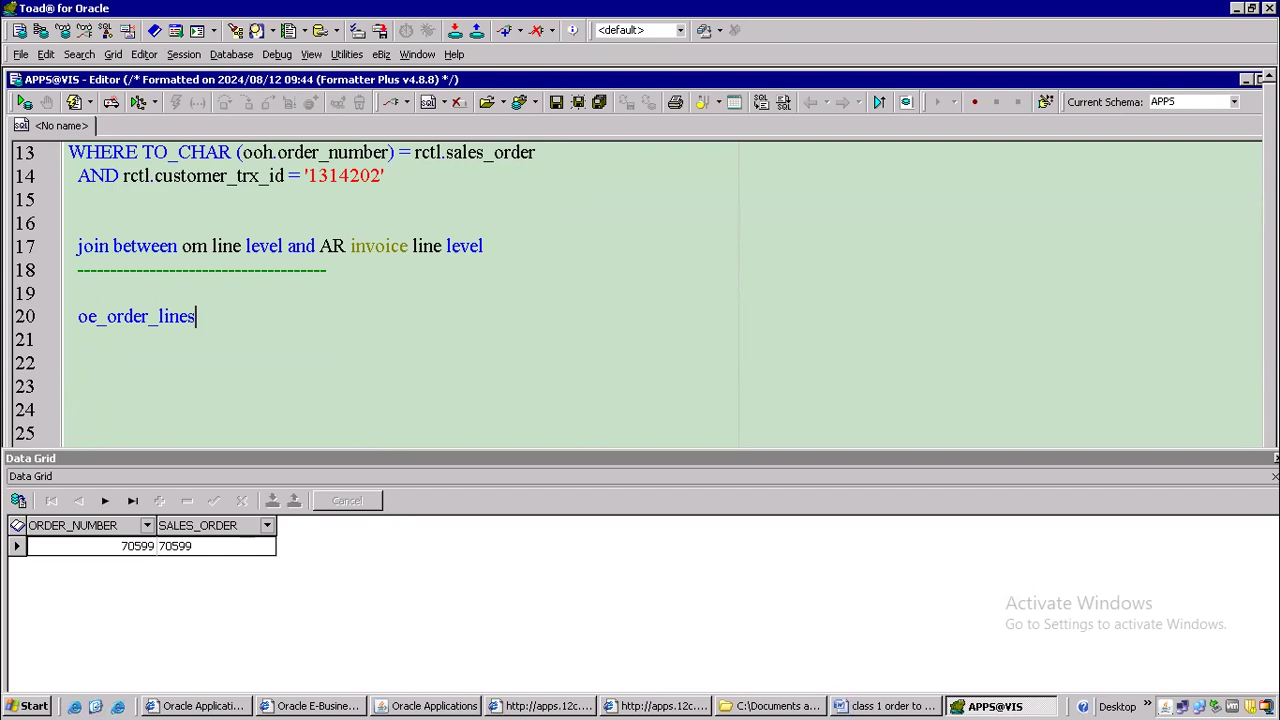 Toad® for Oracle
<default>
File Edit Search Grid Editor Session Database Debug View Utilities eBiz Window Help
APPS@VIS - Editor (/* Formatted on 2024/08/12 09:44 (Formatter Plus v4.8.8) */)
Current Schema: APPS
<No name>
13 WHERE TO_CHAR (ooh.order_number) = rctl.sales_order
14 AND rctl.customer_trx_id = '1314202'
15
16
17 join between om line level and AR invoice line level
18 --------------------------------------
19
20 oe_order_lines
21
22
23
24
25
Data Grid
Data Grid
Cancel
ORDER_NUMBER SALES_ORDER
70599 70599
Activate Windows
Go to Settings to activate Windows.
Start Oracle Applicati... Oracle E-Busine... Oracle Applications http://apps.12c.... http://apps.12c.... C:\Documents a... class 1 order to ... APPS@VIS Desktop